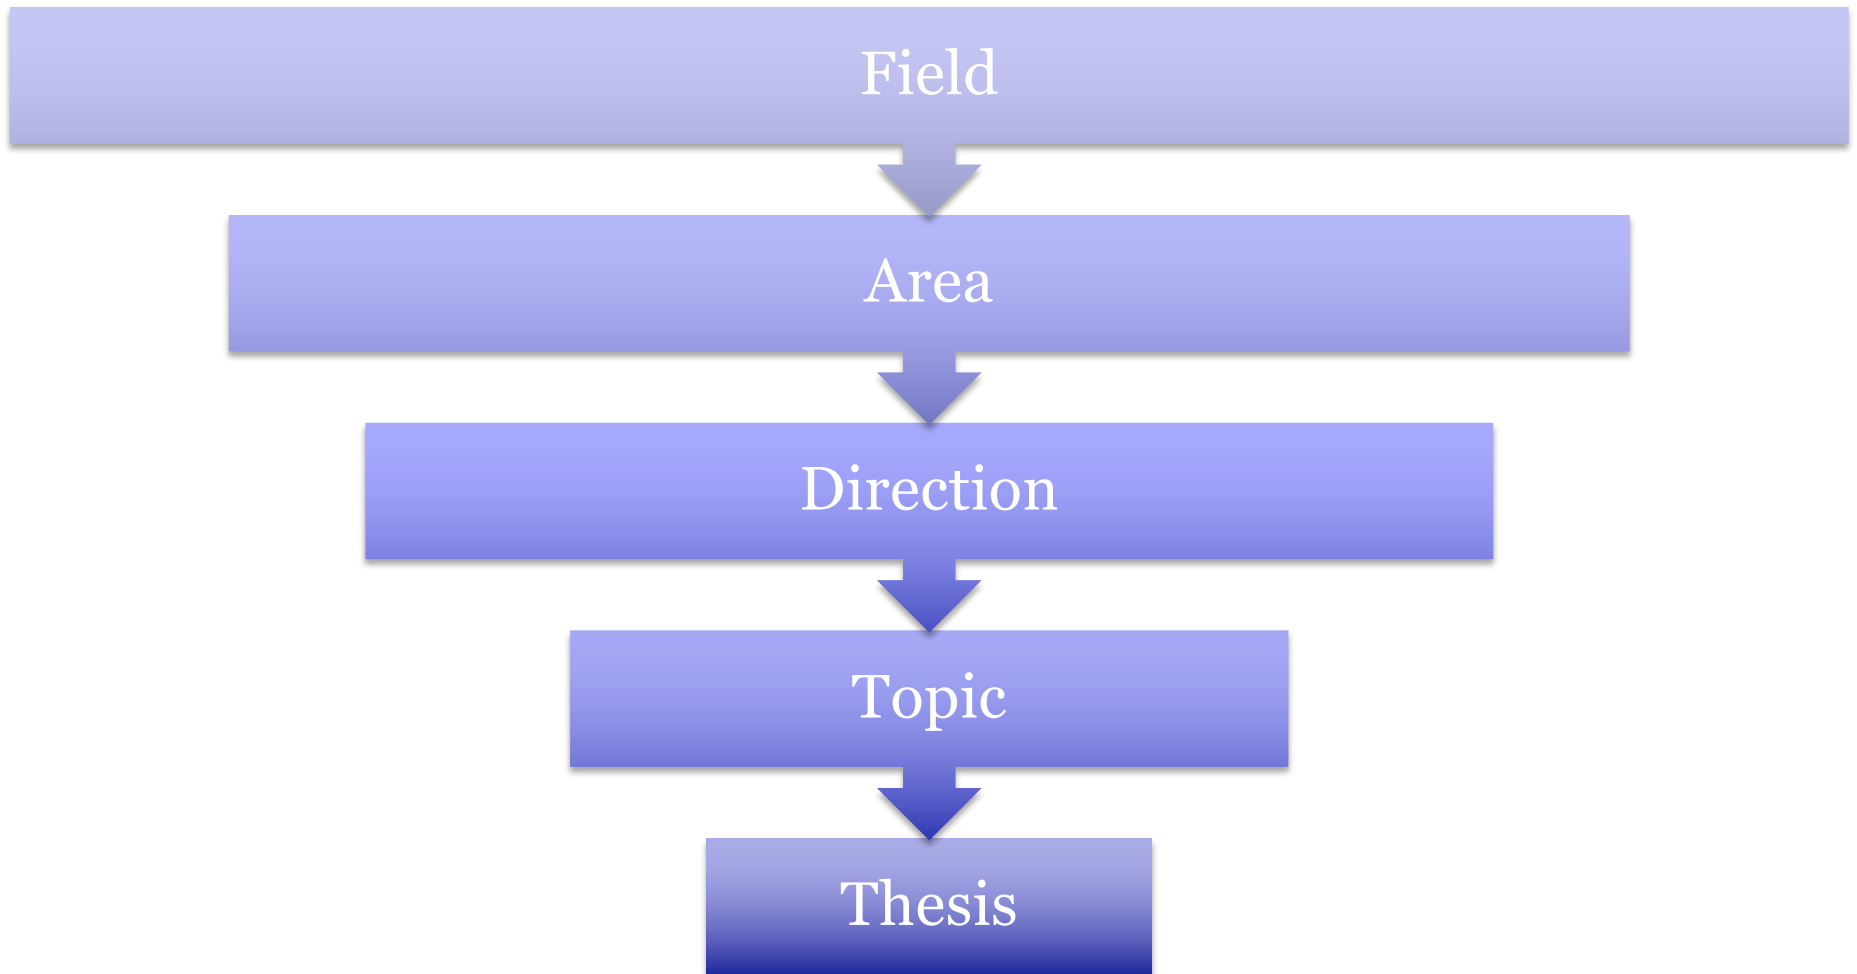 Field
Area
Direction
Topic
Thesis